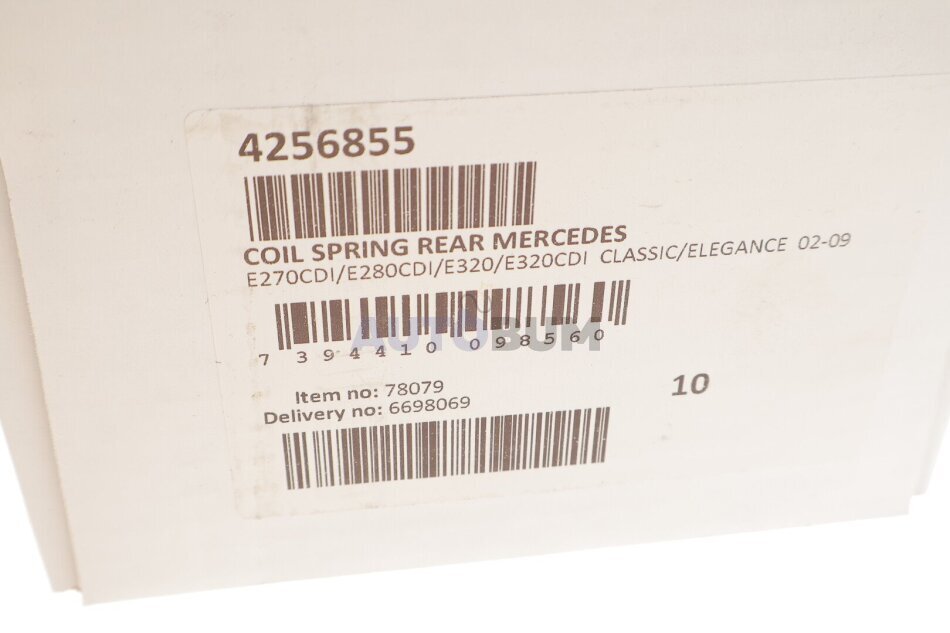 4256855
COIL SPRING REAR MERCEDES
E270CDI/E280CDI/E320/E320CDI CLASSIC/ELEGANCE 02-09
AUTOBUM
7 394410 098560
Item no: 78079
10
Delivery no: 6698069